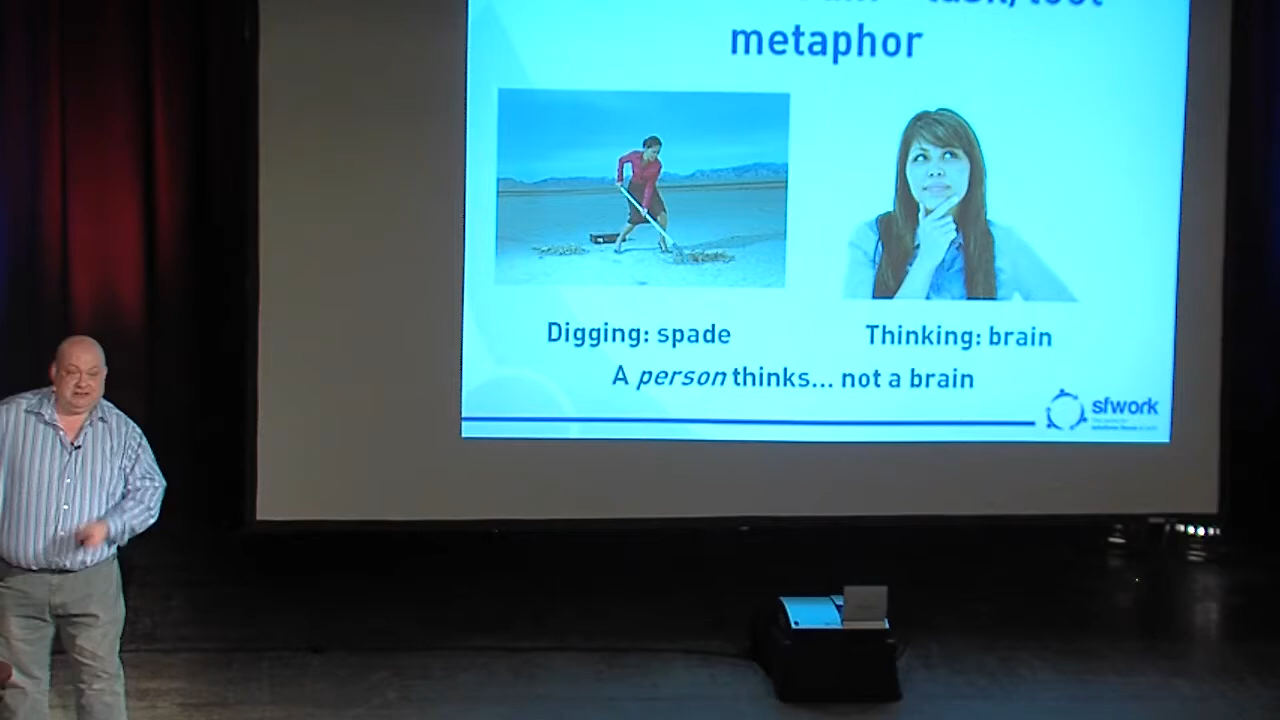 metaphor
Digging: spade
Thinking: brain
A person thinks... not a brain
sfwork